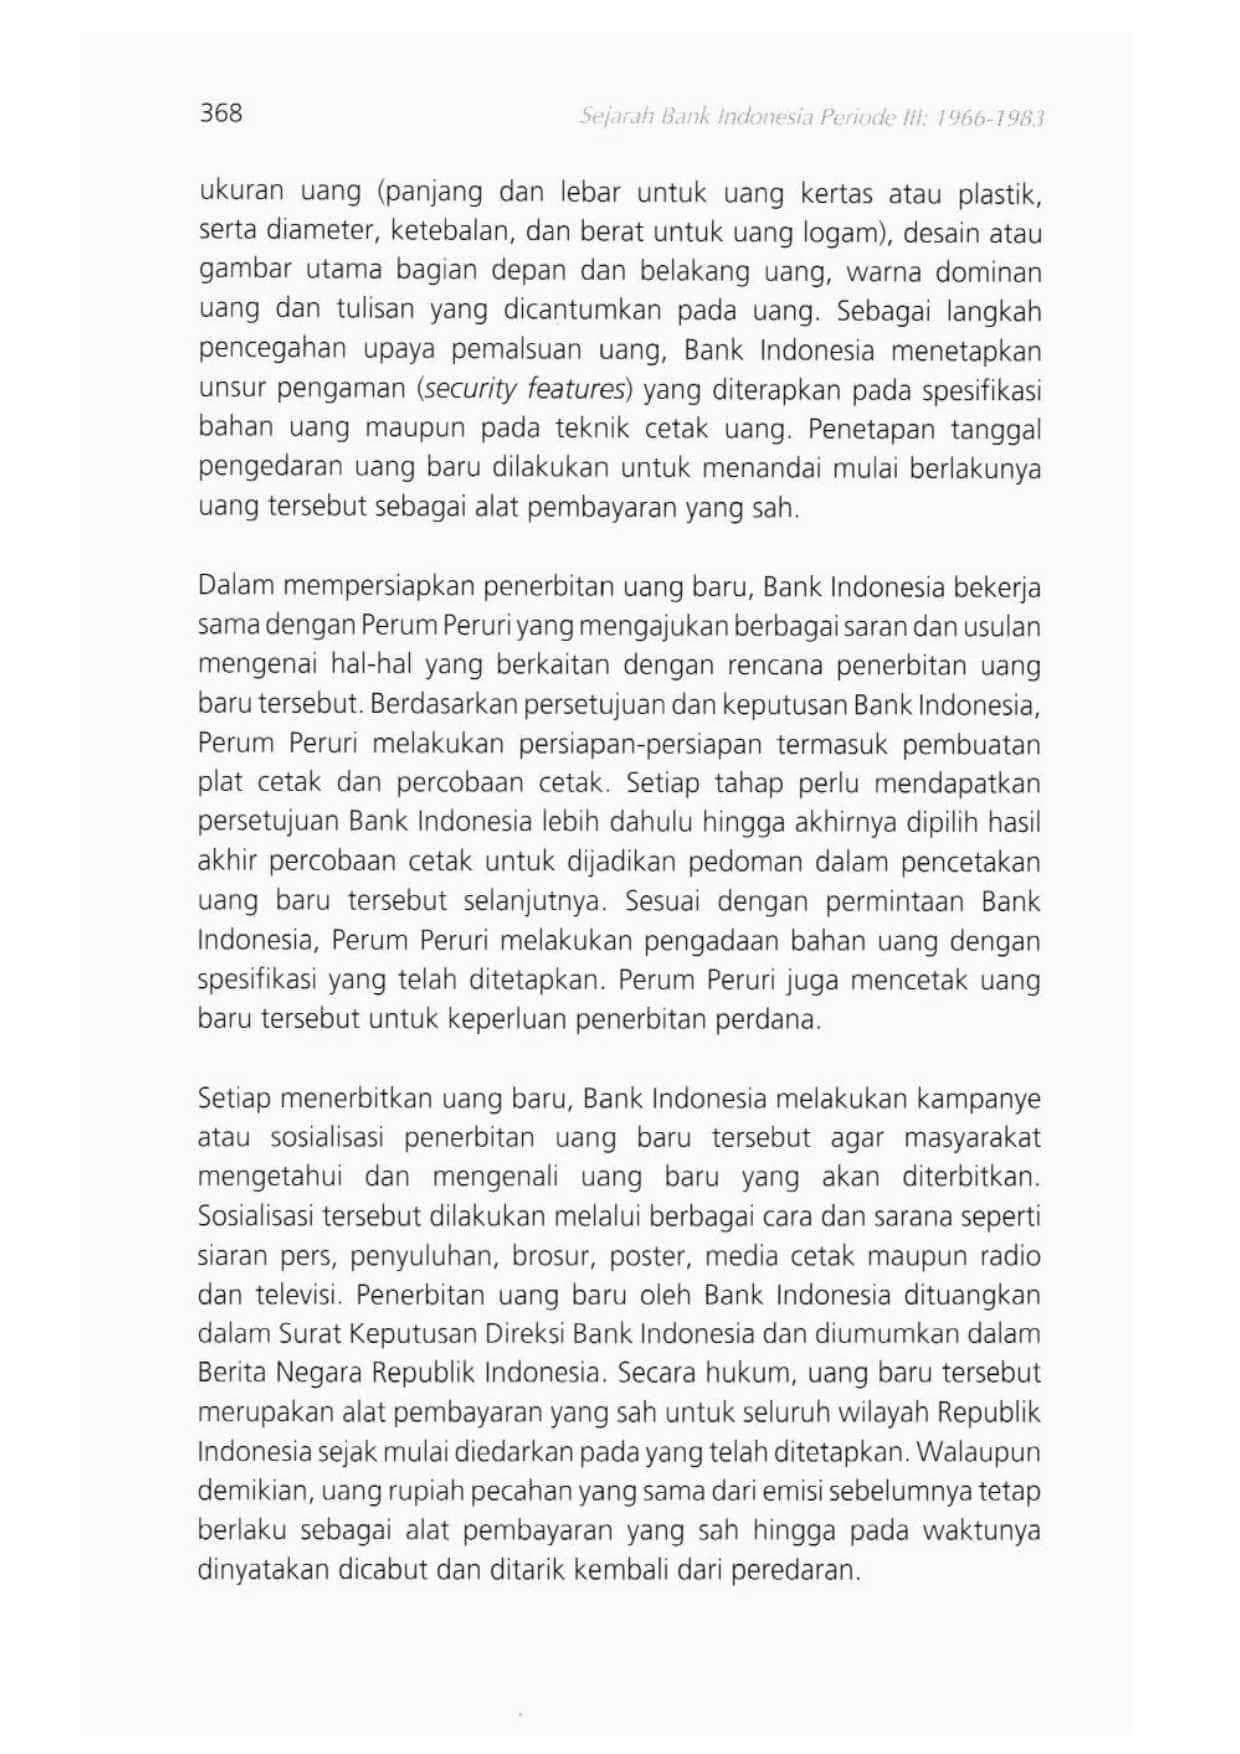 368
Sejarah Bank Indonesia Periode III: 1966-1983
ukuran uang (panjang dan lebar untuk uang kertas atau plastik,
serta diameter, ketebalan, dan berat untuk uang logam), desain atau
gambar utama bagian depan dan belakang uang, warna dominan
uang dan tulisan yang dicantumkan pada uang. Sebagai langkah
pencegahan upaya pemalsuan uang, Bank Indonesia menetapkan
unsur pengaman (security features) yang diterapkan pada spesifikasi
bahan uang maupun pada teknik cetak uang. Penetapan tanggal
pengedaran uang baru dilakukan untuk menandai mulai berlakunya
uang tersebut sebagai alat pembayaran yang sah.
Dalam mempersiapkan penerbitan uang baru, Bank Indonesia bekerja
sama dengan Perum Peruri yang mengajukan berbagai saran dan usulan
mengenai hal-hal yang berkaitan dengan rencana penerbitan uang
baru tersebut. Berdasarkan persetujuan dan keputusan Bank Indonesia,
Perum Peruri melakukan persiapan-persiapan termasuk pembuatan
plat cetak dan percobaan cetak. Setiap tahap perlu mendapatkan
persetujuan Bank Indonesia lebih dahulu hingga akhirnya dipilih hasil
akhir percobaan cetak untuk dijadikan pedoman dalam pencetakan
uang baru tersebut selanjutnya. Sesuai dengan permintaan Bank
Indonesia, Perum Peruri melakukan pengadaan bahan uang dengan
spesifikasi yang telah ditetapkan. Perum Peruri juga mencetak uang
baru tersebut untuk keperluan penerbitan perdana.
Setiap menerbitkan uang baru, Bank Indonesia melakukan kampanye
atau sosialisasi penerbitan uang baru tersebut agar masyarakat
mengetahui dan mengenali uang baru yang akan diterbitkan.
Sosialisasi tersebut dilakukan melalui berbagai cara dan sarana seperti
siaran pers, penyuluhan, brosur, poster, media cetak maupun radio
dan televisi. Penerbitan uang baru oleh Bank Indonesia dituangkan
dalam Surat Keputusan Direksi Bank Indonesia dan diumumkan dalam
Berita Negara Republik Indonesia. Secara hukum, uang baru tersebut
merupakan alat pembayaran yang sah untuk seluruh wilayah Republik
Indonesia sejak mulai diedarkan pada yang telah ditetapkan. Walaupun
demikian, uang rupiah pecahan yang sama dari emisi sebelumnya tetap
berlaku sebagai alat pembayaran yang sah hingga pada waktunya
dinyatakan dicabut dan ditarik kembali dari peredaran.